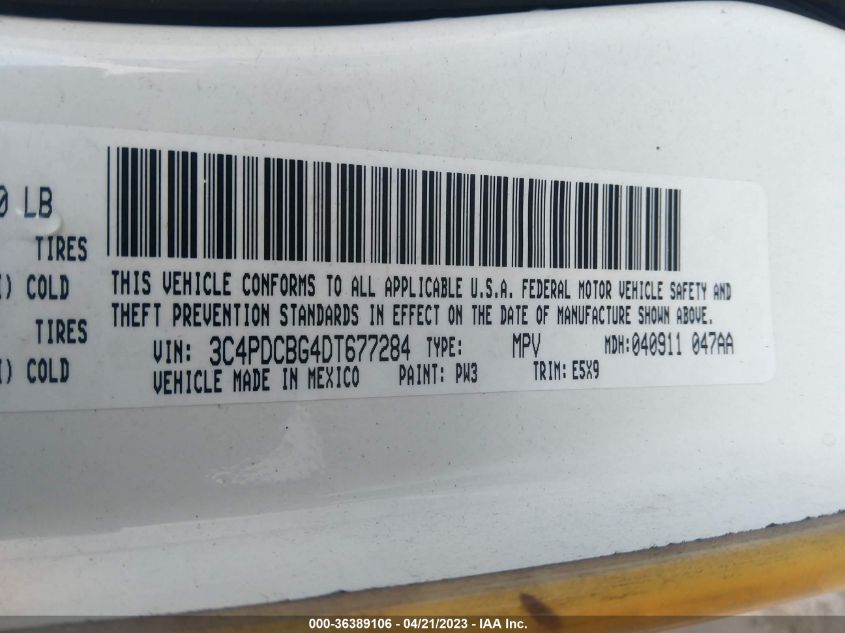 0 LB
TIRES
I) COLD
TIRES
I) COLD
THIS VEHICLE CONFORMS TO ALL APPLICABLE U.S.A. FEDERAL MOTOR VEHICLE SAFETY AND
THEFT PREVENTION STANDARDS IN EFFECT ON THE DATE OF MANUFACTURE SHOWN ABOVE.
VIN: 3C4PDCBG4DT677284 TYPE: MPV MDH:040911 047AA
VEHICLE MADE IN MEXICO PAINT: PW3 TRIM: E5X9
000-36389106 - 04/21/2023 - IAA Inc.